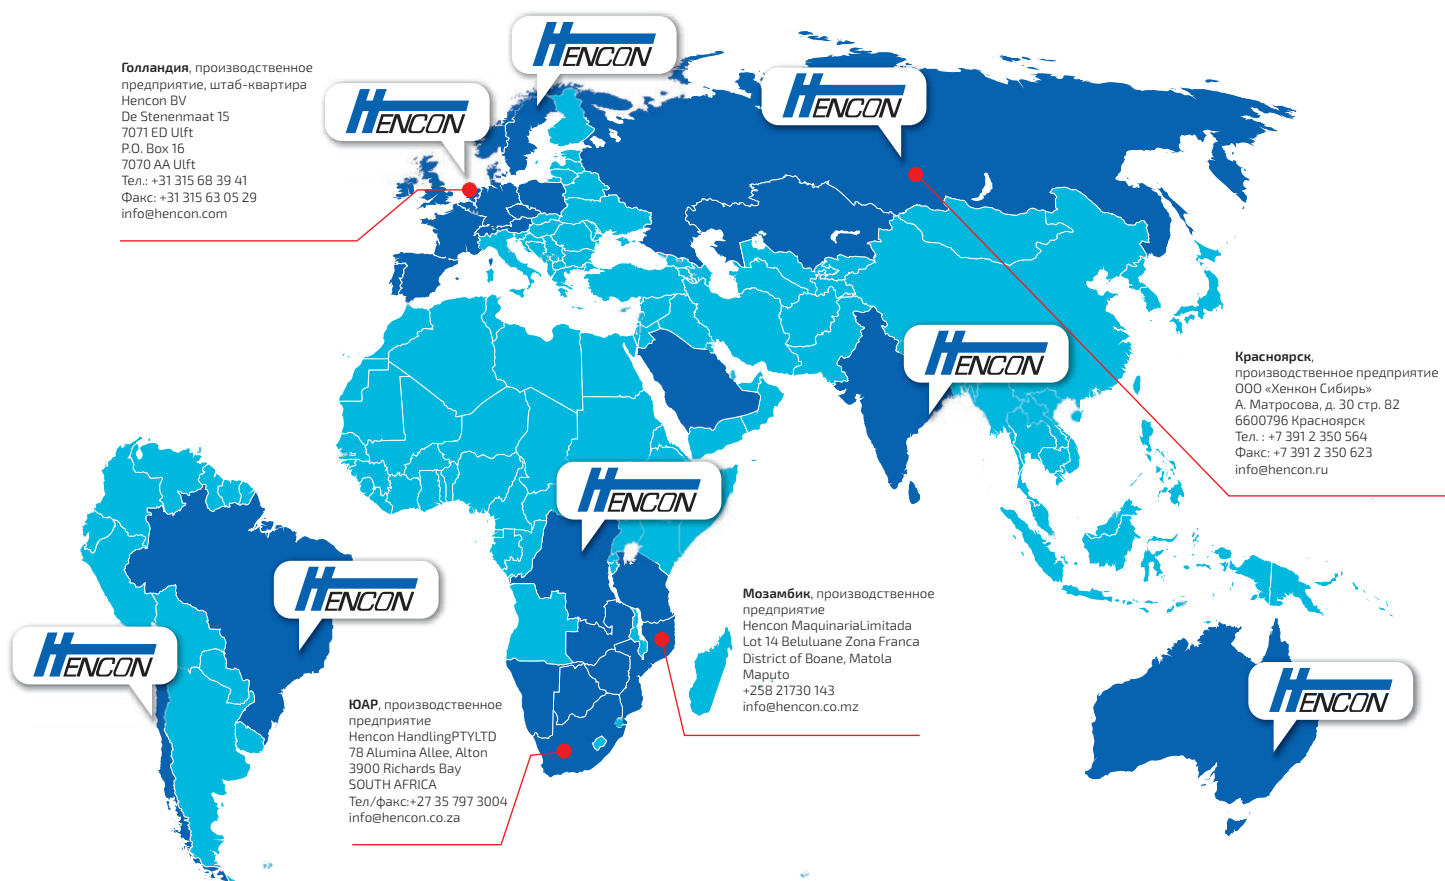 HENCON
HENCON
HENCON
Голландия, производственное
предприятие, штаб-квартира
Hencon BV
De Stenenmaat 15
7071 ED Ulft
P.O. Box 16
7070 AA Ulft
Тел.: +31 315 68 39 41
Факс: +31 315 63 05 29
info@hencon.com
HENCON
Красноярск,
производственное предприятие
ООО «Хенкон Сибирь»
А. Матросова, д. 30 стр. 82
6600796 Красноярск
Тел. : +7 391 2 350 564
Факс: +7 391 2 350 623
info@hencon.ru
HENCON
HENCON
Мозамбик, производственное
предприятие
Hencon MaquinariaLimitada
Lot 14 Beluluane Zona Franca
District of Boane, Matola
Maputo
+258 21730 143
info@hencon.co.mz
HENCON
HENCON
ЮАР, производственное
предприятие
Hencon HandlingPTYLTD
78 Alumina Allee, Alton
3900 Richards Bay
SOUTH AFRICA
Тел/факс:+27 35 797 3004
info@hencon.co.za